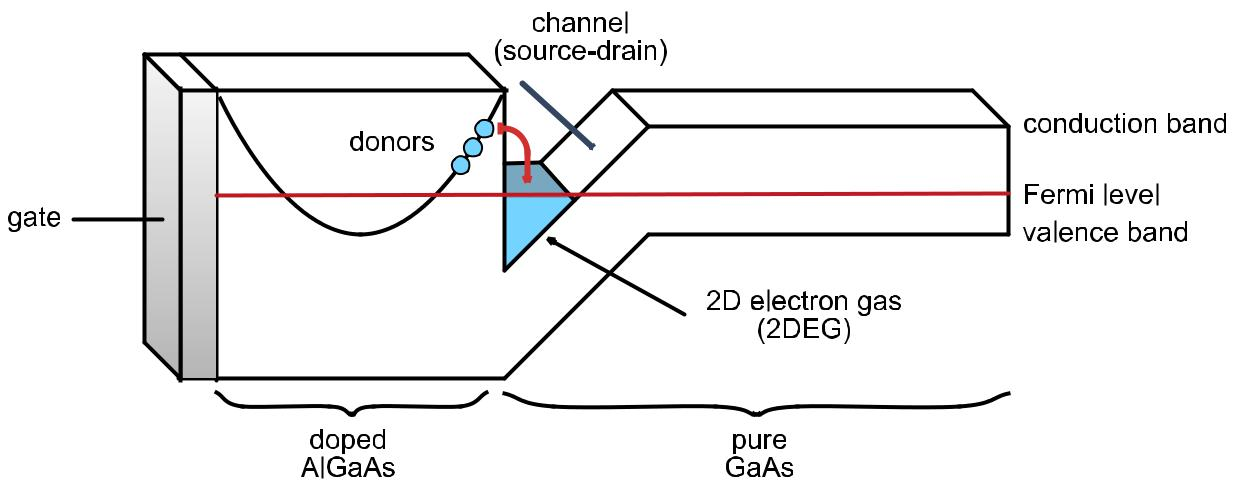 channel
(source-drain)
donors
conduction band
Fermi level
valence band
gate
2D electron gas
(2DEG)
doped
AlGaAs
pure
GaAs